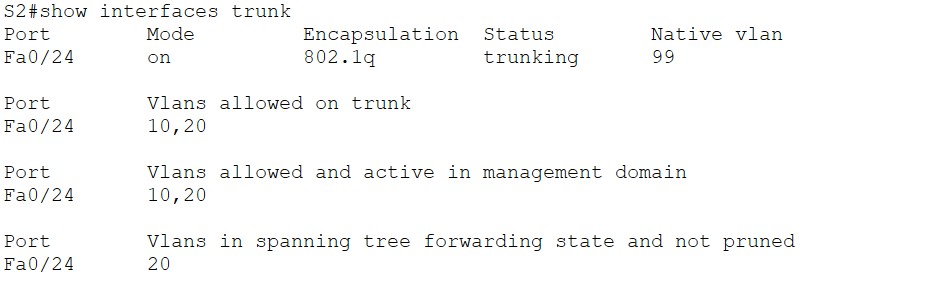 S2#show interfaces trunk
Port Mode Encapsulation Status Native vlan
Fa0/24 on 802.1q trunking 99
Port Vlans allowed on trunk
Fa0/24 10,20
Port Vlans allowed and active in management domain
Fa0/24 10,20
Port Vlans in spanning tree forwarding state and not pruned
Fa0/24 20